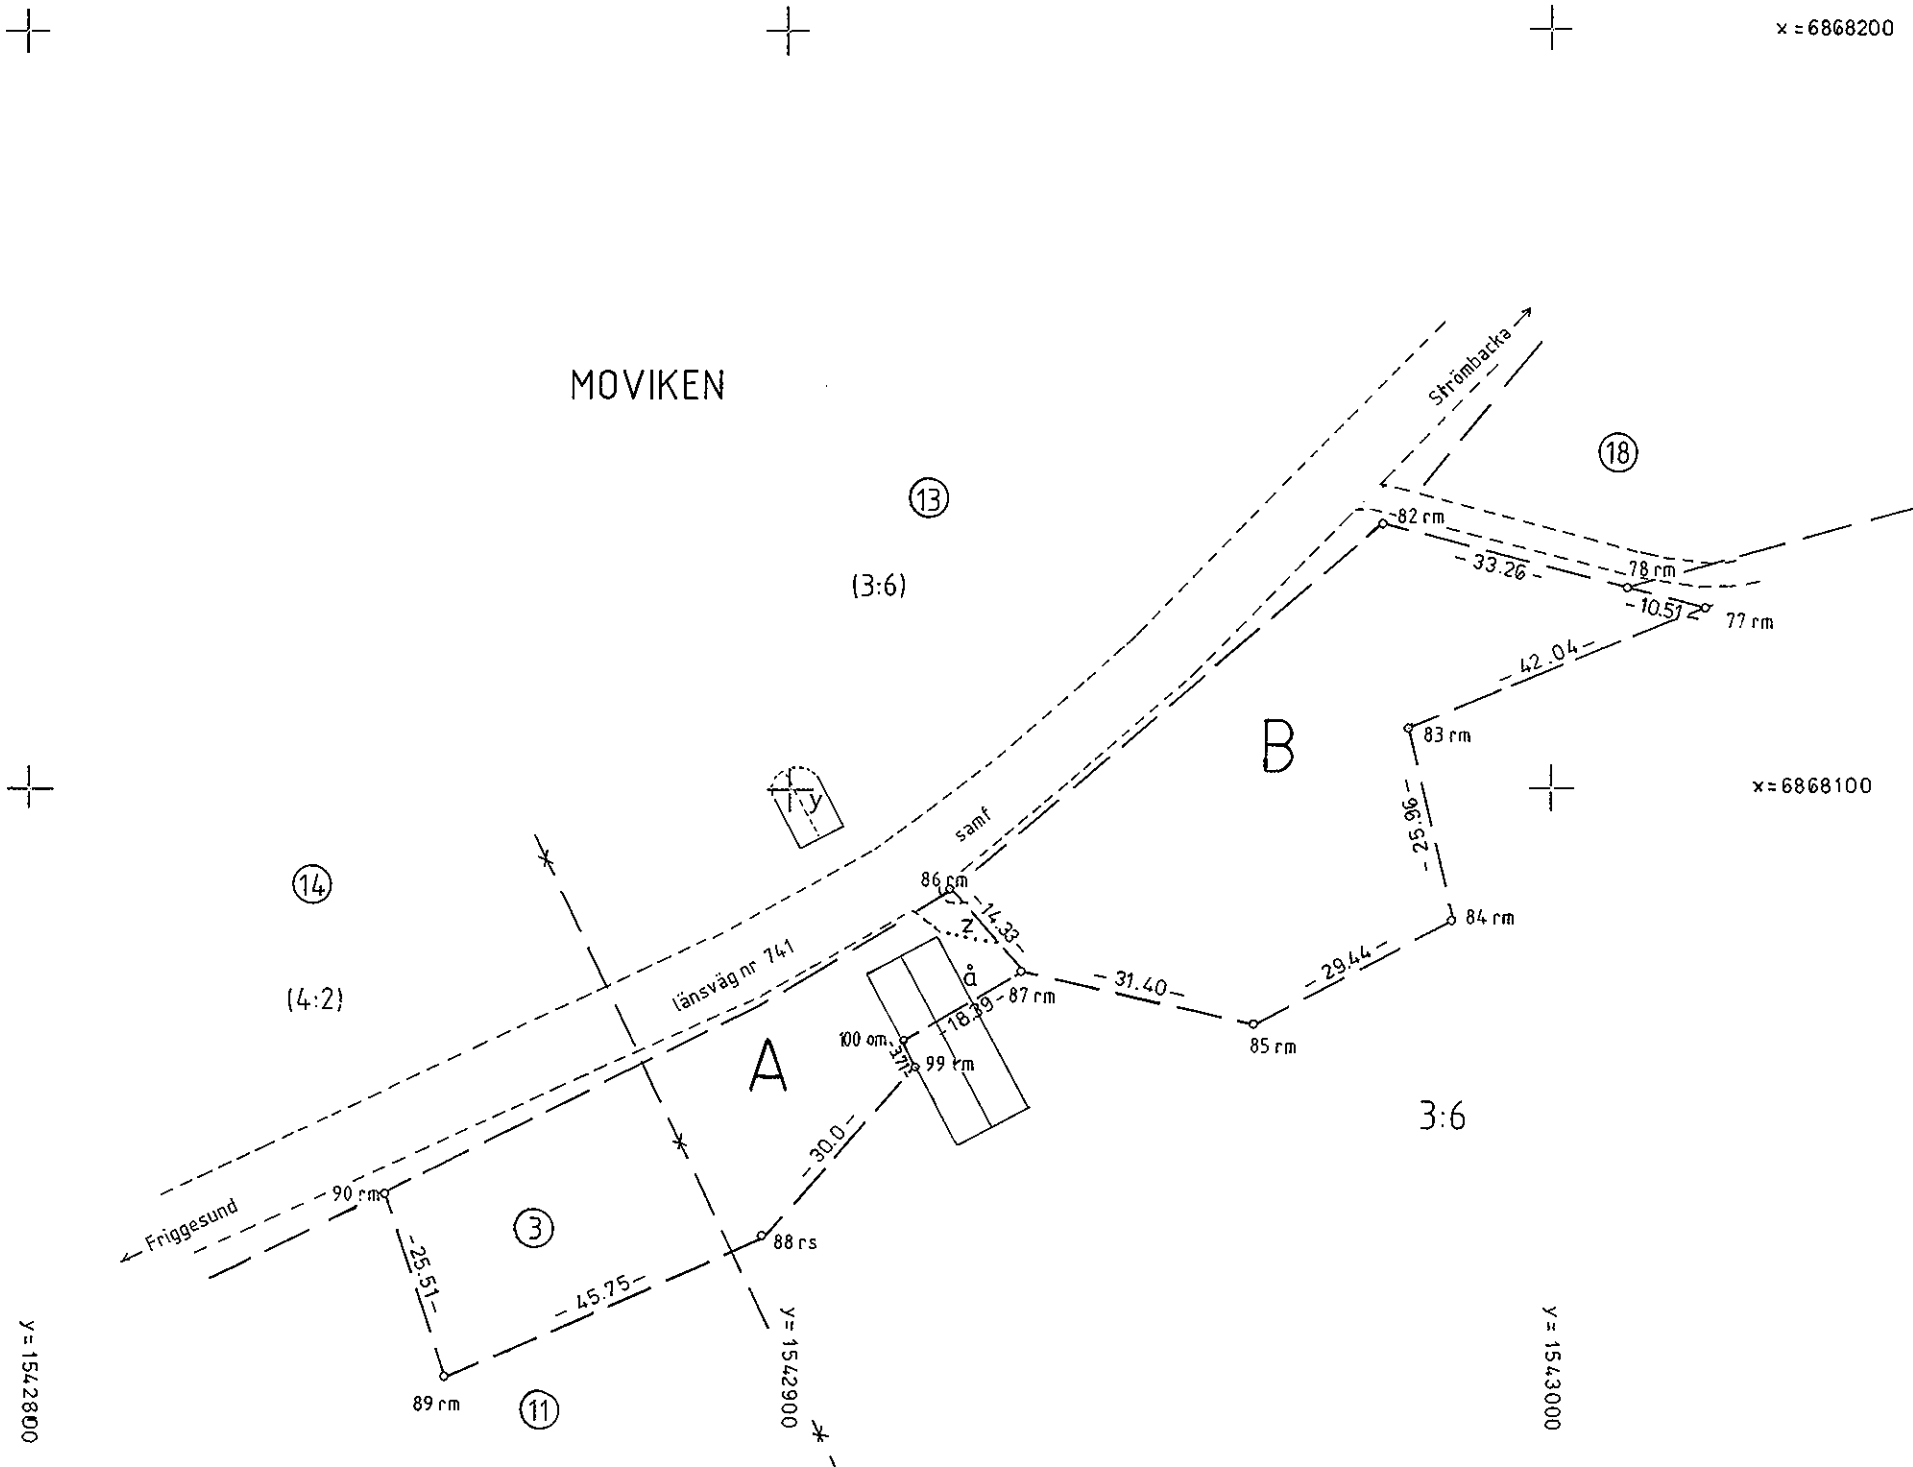 x=6868200
Strömbacka
MOVIKEN
18
13
82 rm
(3:6)
-33.26-
78 rm
-10.51-
77 rm
-42.04-
B
83 rm
x=6868100
y
samf
-25.96-
14
86 rm
z
-14.33-
84 rm
länsväg nr 741
å
-29.44-
(4:2)
-31.40-
87 rm
-18.39-
100 om
-3.71-
99 rm
85 rm
A
3:6
-30.0-
90 rm
Friggesund
3
88 rs
-25.51-
-45.75-
89 rm
11
y=1542800
y=1542900
y=1543000